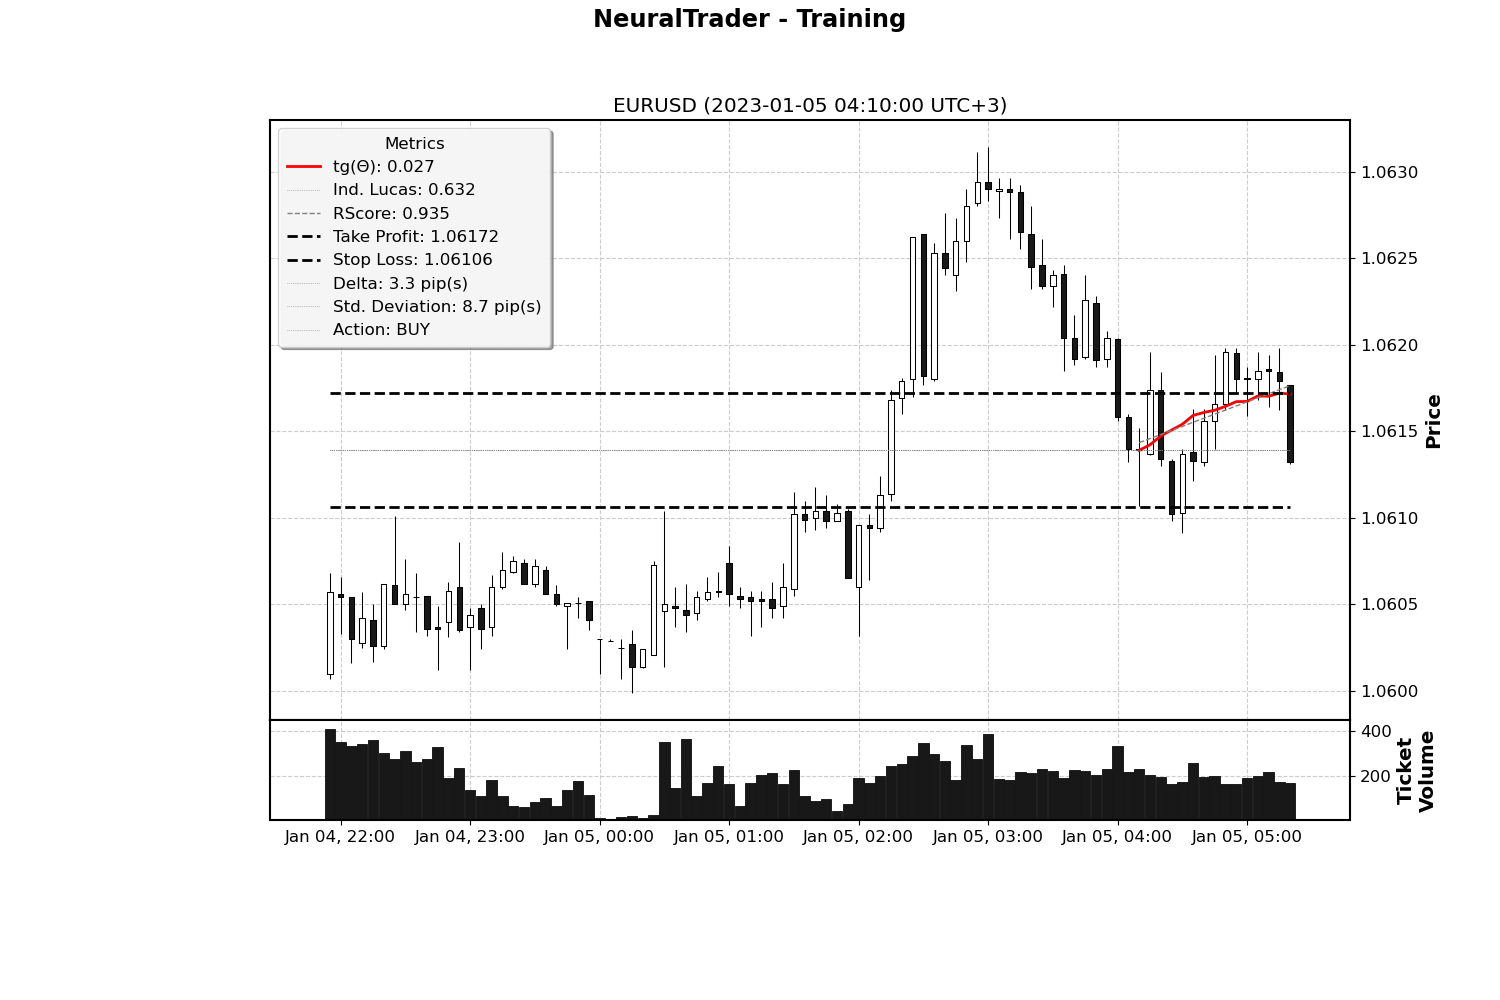 NeuralTrader - Training
EURUSD (2023-01-05 04:10:00 UTC+3)
Metrics
tg(Θ): 0.027
Ind. Lucas: 0.632
RScore: 0.935
Take Profit: 1.06172
Stop Loss: 1.06106
Delta: 3.3 pip(s)
Std. Deviation: 8.7 pip(s)
Action: BUY
1.0630
1.0625
1.0620
1.0615
1.0610
1.0605
1.0600
Price
400
200
Ticket
Volume
Jan 04, 22:00
Jan 04, 23:00
Jan 05, 00:00
Jan 05, 01:00
Jan 05, 02:00
Jan 05, 03:00
Jan 05, 04:00
Jan 05, 05:00